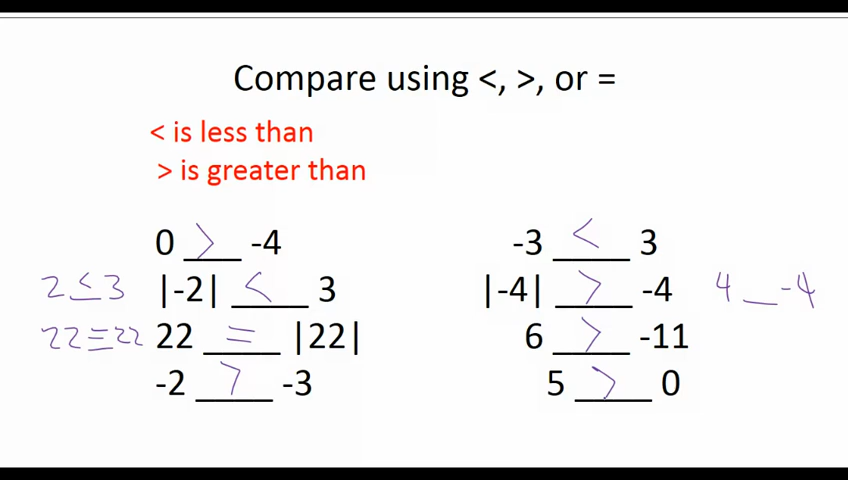 Compare using <, >, or =
< is less than
> is greater than
0 > -4
2 < 3 |-2| < 3
22 = 22 22 = |22|
-2 > -3
-3 < 3
|-4| > -4 4 __ -4
6 > -11
5 > 0